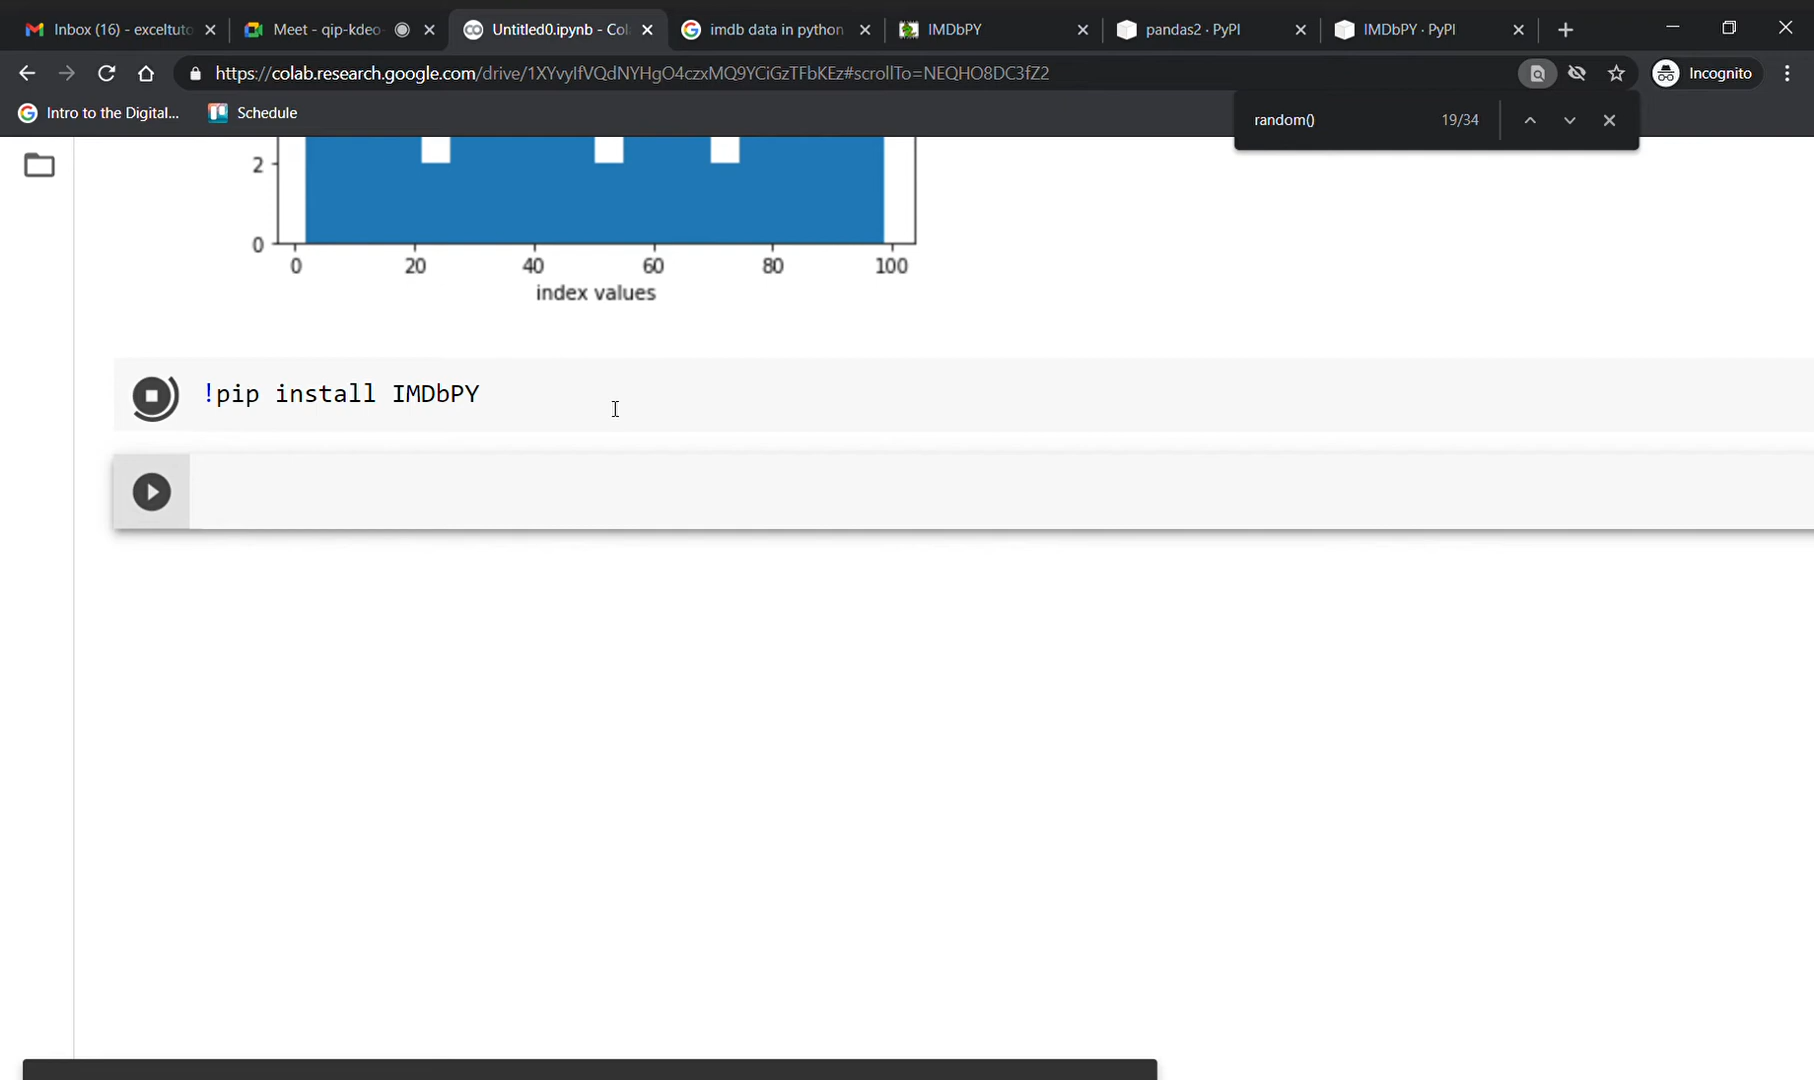 Inbox (16) - exceltuto
Meet - qip-kdeo-
Untitled0.ipynb - Col
imdb data in python
IMDbPY
pandas2 · PyPI
IMDbPY · PyPI
https://colab.research.google.com/drive/1XYvyIfVQdNYHgO4czxMQ9YCiGzTFbKEz#scrollTo=NEQHO8DC3fZ2
Incognito
Intro to the Digital...
Schedule
random()
19/34
2
0
0 20 40 60 80 100
index values
!pip install IMDbPY